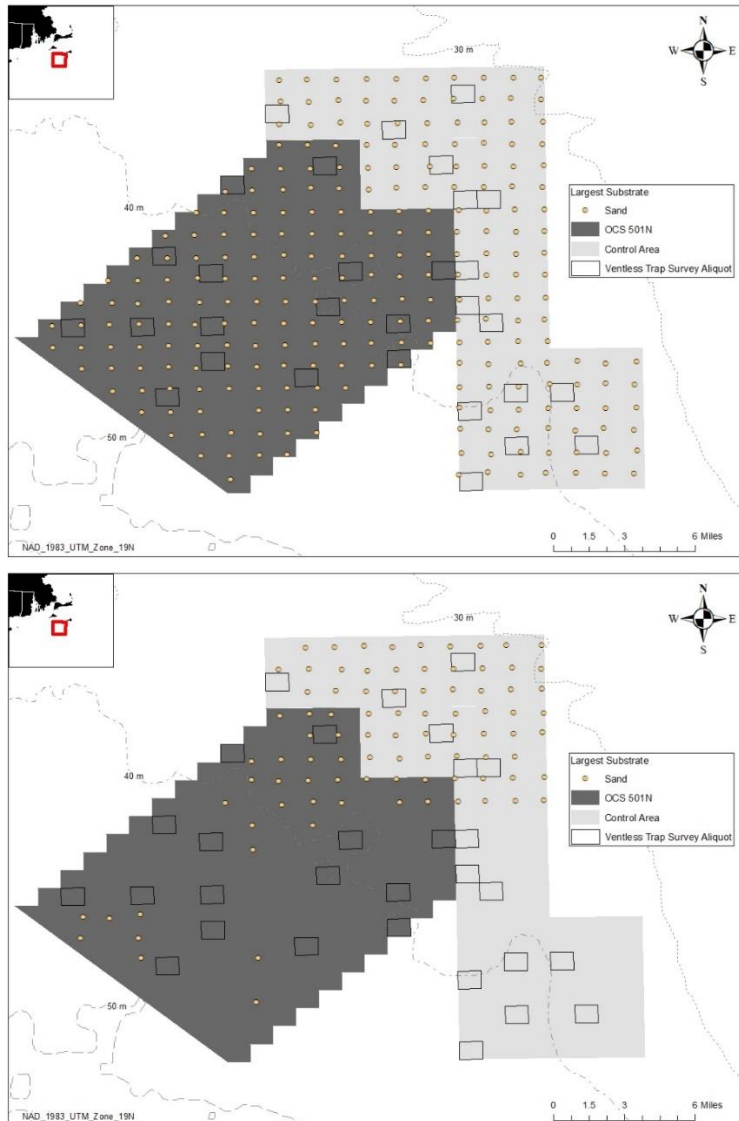 30 m
N
W
E
S
Largest Substrate
Sand
40 m
OCS 501N
Control Area
Ventless Trap Survey Aliquot
50 m
NAD_1983_UTM_Zone_19N
0 1.5 3 6 Miles
30 m
N
W
E
S
Largest Substrate
Sand
40 m
OCS 501N
Control Area
Ventless Trap Survey Aliquot
50 m
NAD_1983_UTM_Zone_19N
0 1.5 3 6 Miles